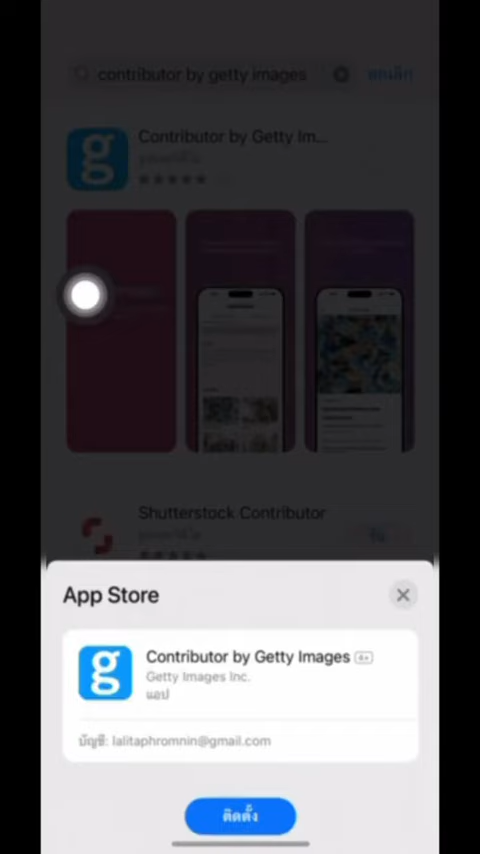 contributor by getty images
ยกเลิก
Contributor by Getty Im...
Shutterstock Contributor
App Store
Contributor by Getty Images 4+
Getty Images Inc.
แอป
บัญชี: lalitaphromnin@gmail.com
ติดตั้ง